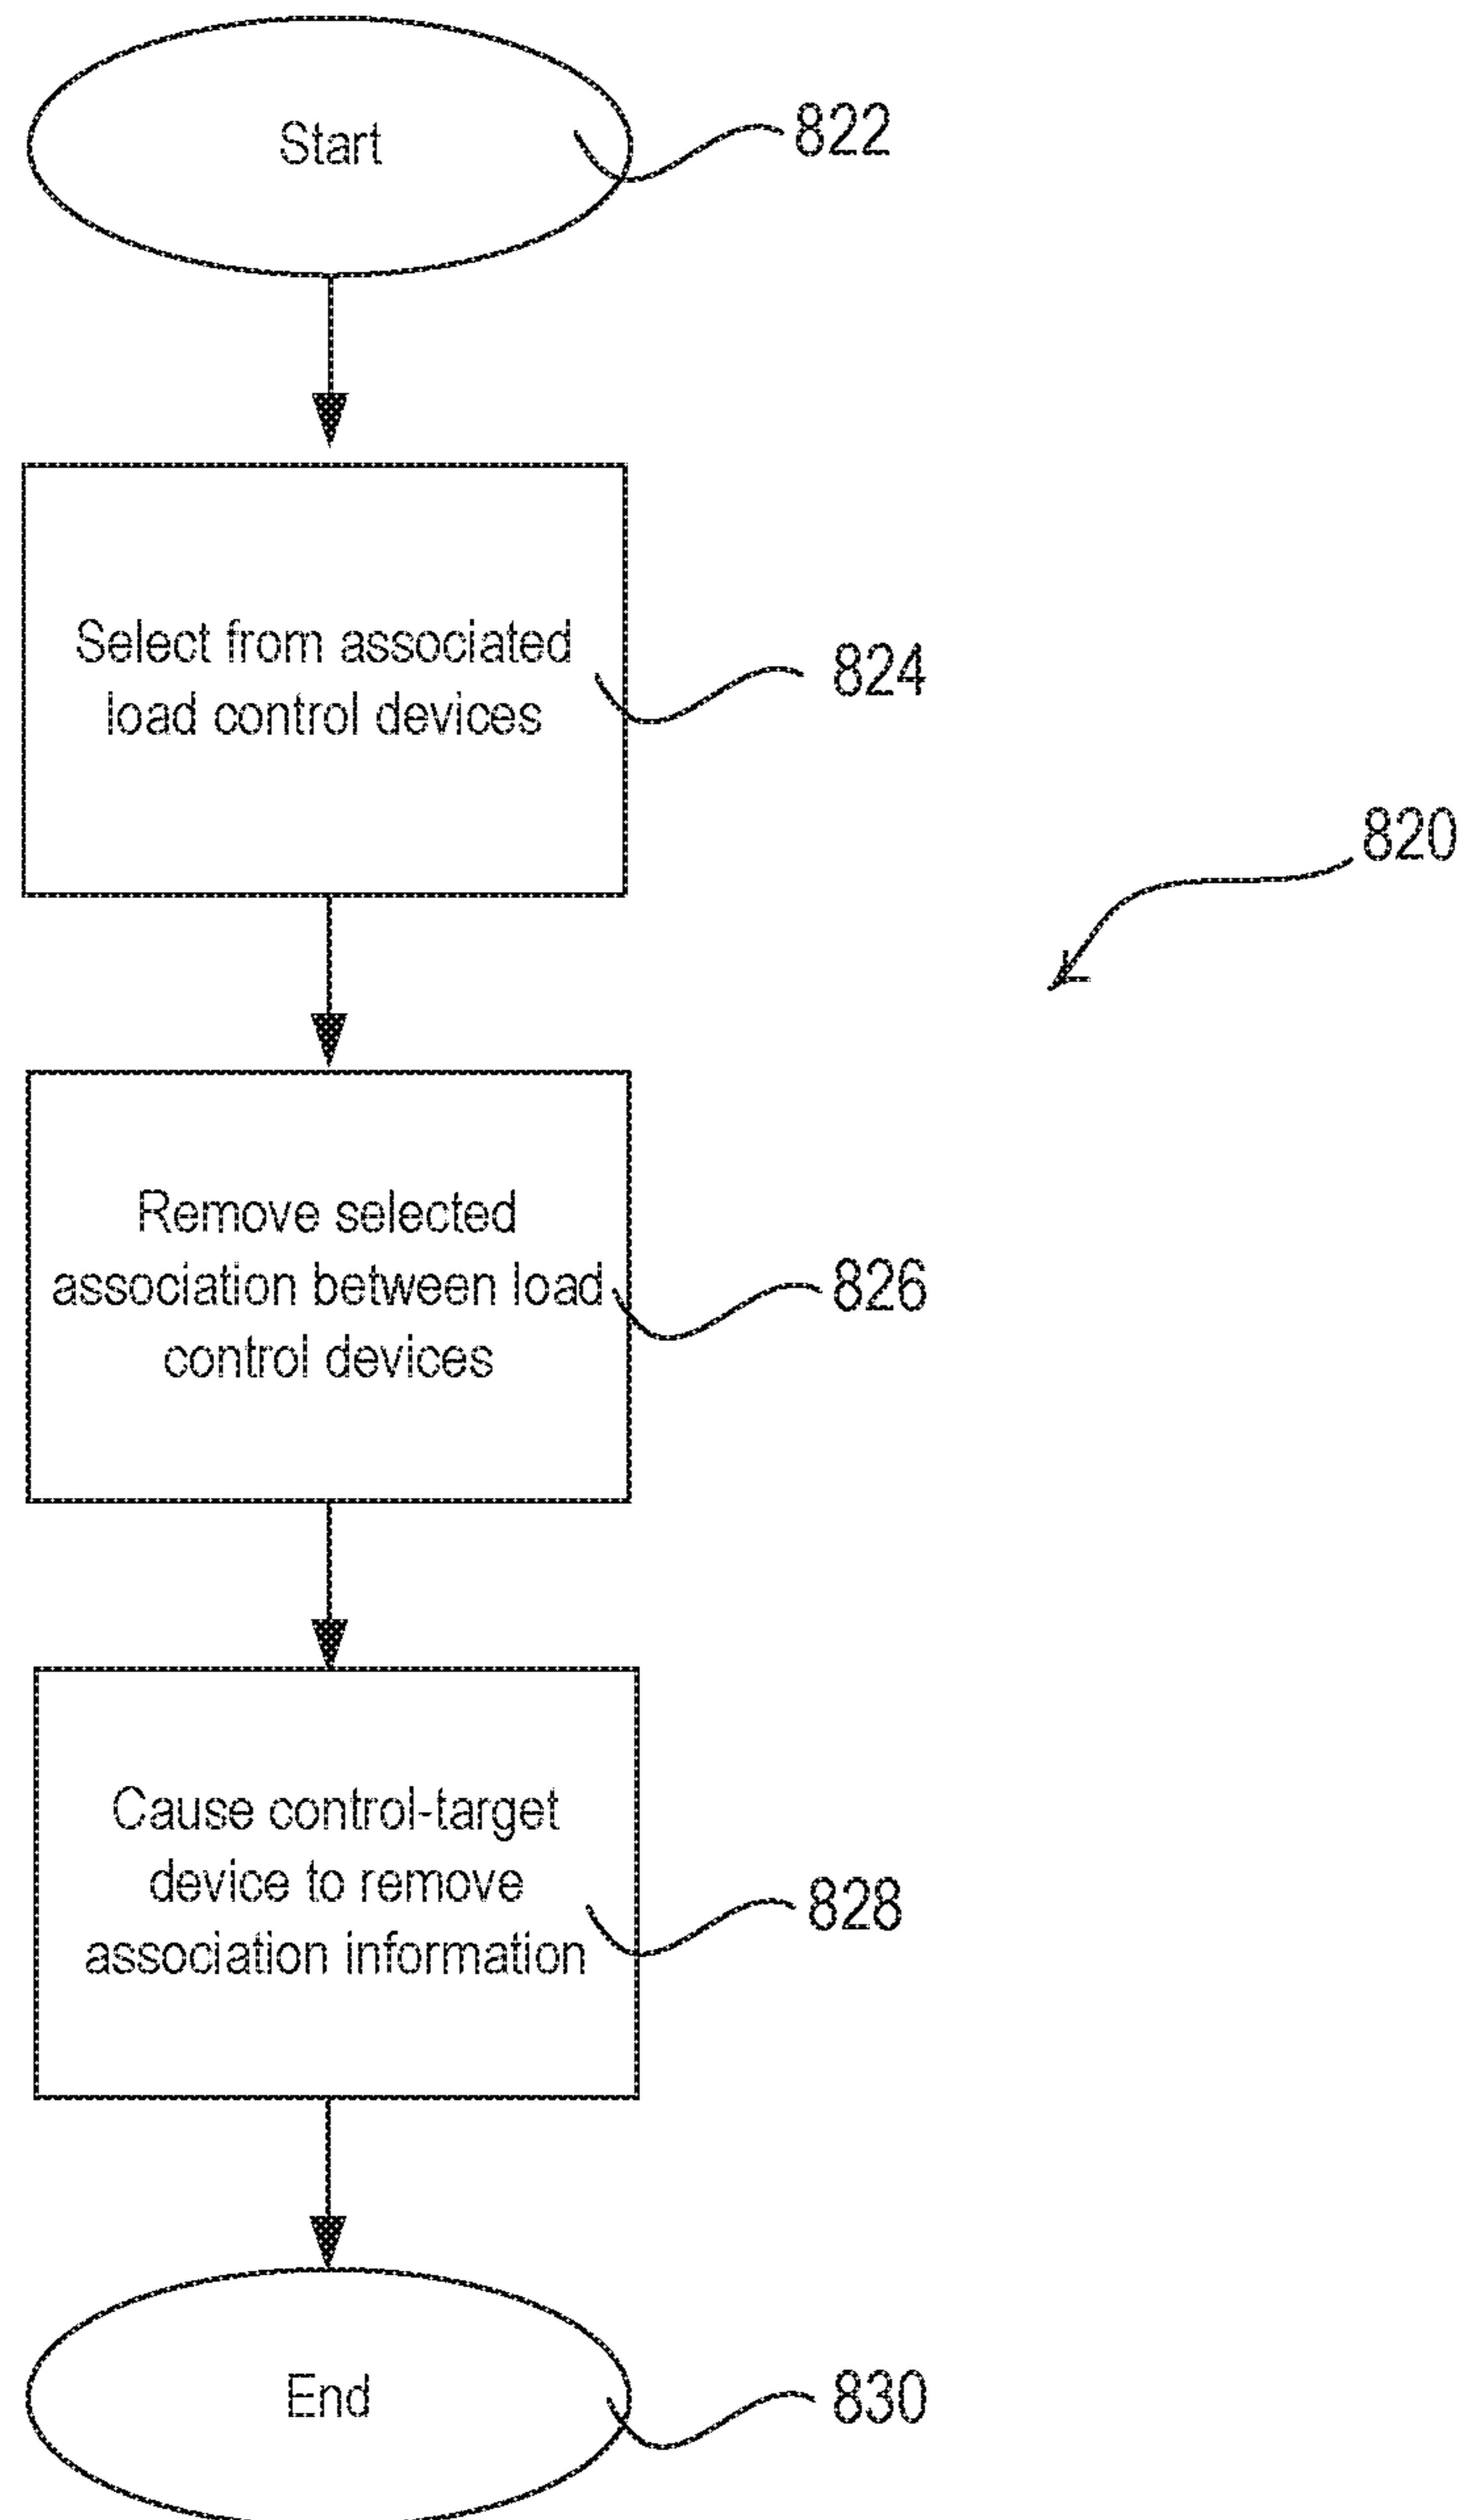 Start
822
Select from associated
load control devices
824
820
Remove selected
association between load
control devices
826
Cause control-target
device to remove
association information
828
End
830